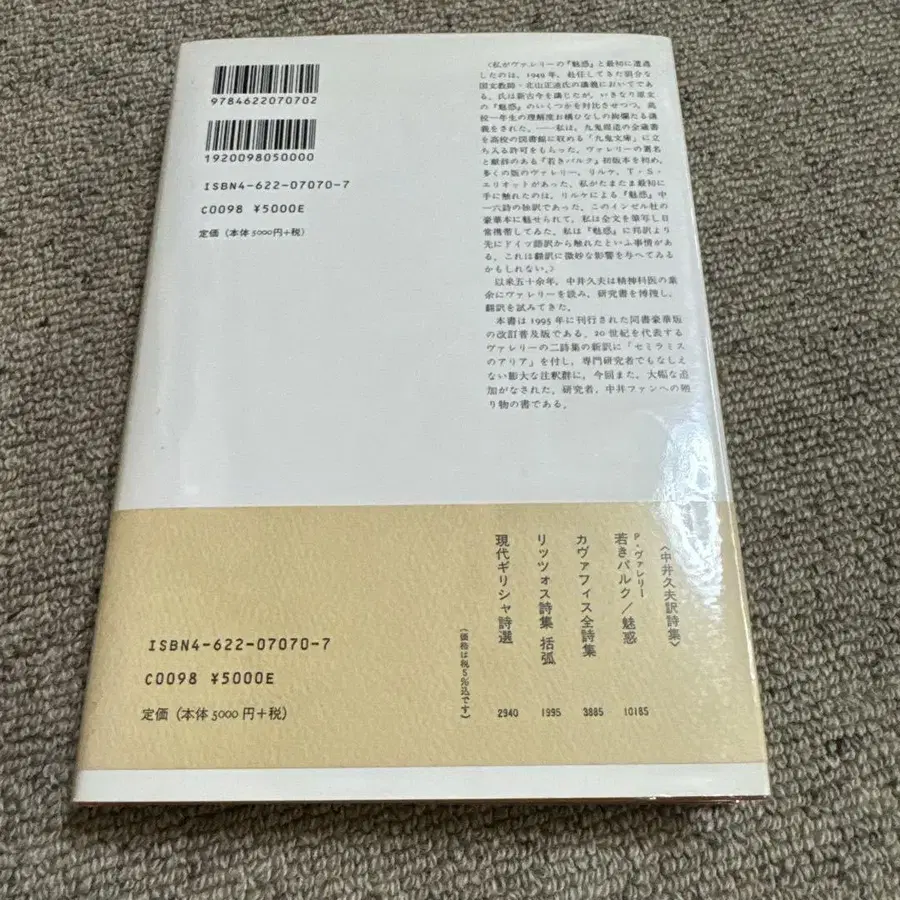 9784622070702
1920098050000
ISBN4-622-07070-7
C0098 ¥5000E
定価（本体5000円+税）
〈私がヴァレリーの『魅惑』と最初に遭遇
したのは，1949年，赴任してきた弱冠な
国文教師・北山正迪氏の講義においてであ
る．氏は新古今を講じたが，いきなり原文
の『魅惑』のいくつかを対比させつつ，高
校一年生の理解度お構ひなしの絢爛たる講
義をされた．──私は，九鬼周造の全蔵書
を高校の図書館に収める「九鬼文庫」に立
ち入る許可をもらった．ヴァレリーの署名
と献辞のある『若きパルク』初版本を初め，
多くの版のヴァレリー，リルケ，T・S・
エリオットがあった．私がたまたま最初に
手に触れたのは，リルケによる『魅惑』中
一六詩の独訳であった．このインゼル社の
豪華本に魅せられて，私は全文を筆写し日
常携帯してみた．私は『魅惑』に邦訳より
先にドイツ語訳から触れたといふ事情があ
る．これは翻訳に微妙な影響を与へてゐる
かもしれない．〉
以来五十余年，中井久夫は精神科医の業
余にヴァレリーを読み，研究書を博捜し，
翻訳を試みてきた．
本書は1995年に刊行された同書豪華版
の改訂普及版である．20世紀を代表する
ヴァレリーの二詩集の新訳に「セミラミス
のアリア」を付し，専門研究者でもなしえ
ない膨大な注釈群に，今回また，大幅な追
加がなされた．研究者，中井ファンへの贈
り物の書である．
〈中井久夫訳詩集〉
P・ヴァレリー
若きパルク／魅惑 10185
カヴァフィス全詩集 3885
リッツォス詩集 括弧 1995
現代ギリシャ詩選 2940
（価格は税5%込です）
ISBN4-622-07070-7
C0098 ¥5000E
定価（本体5000円+税）